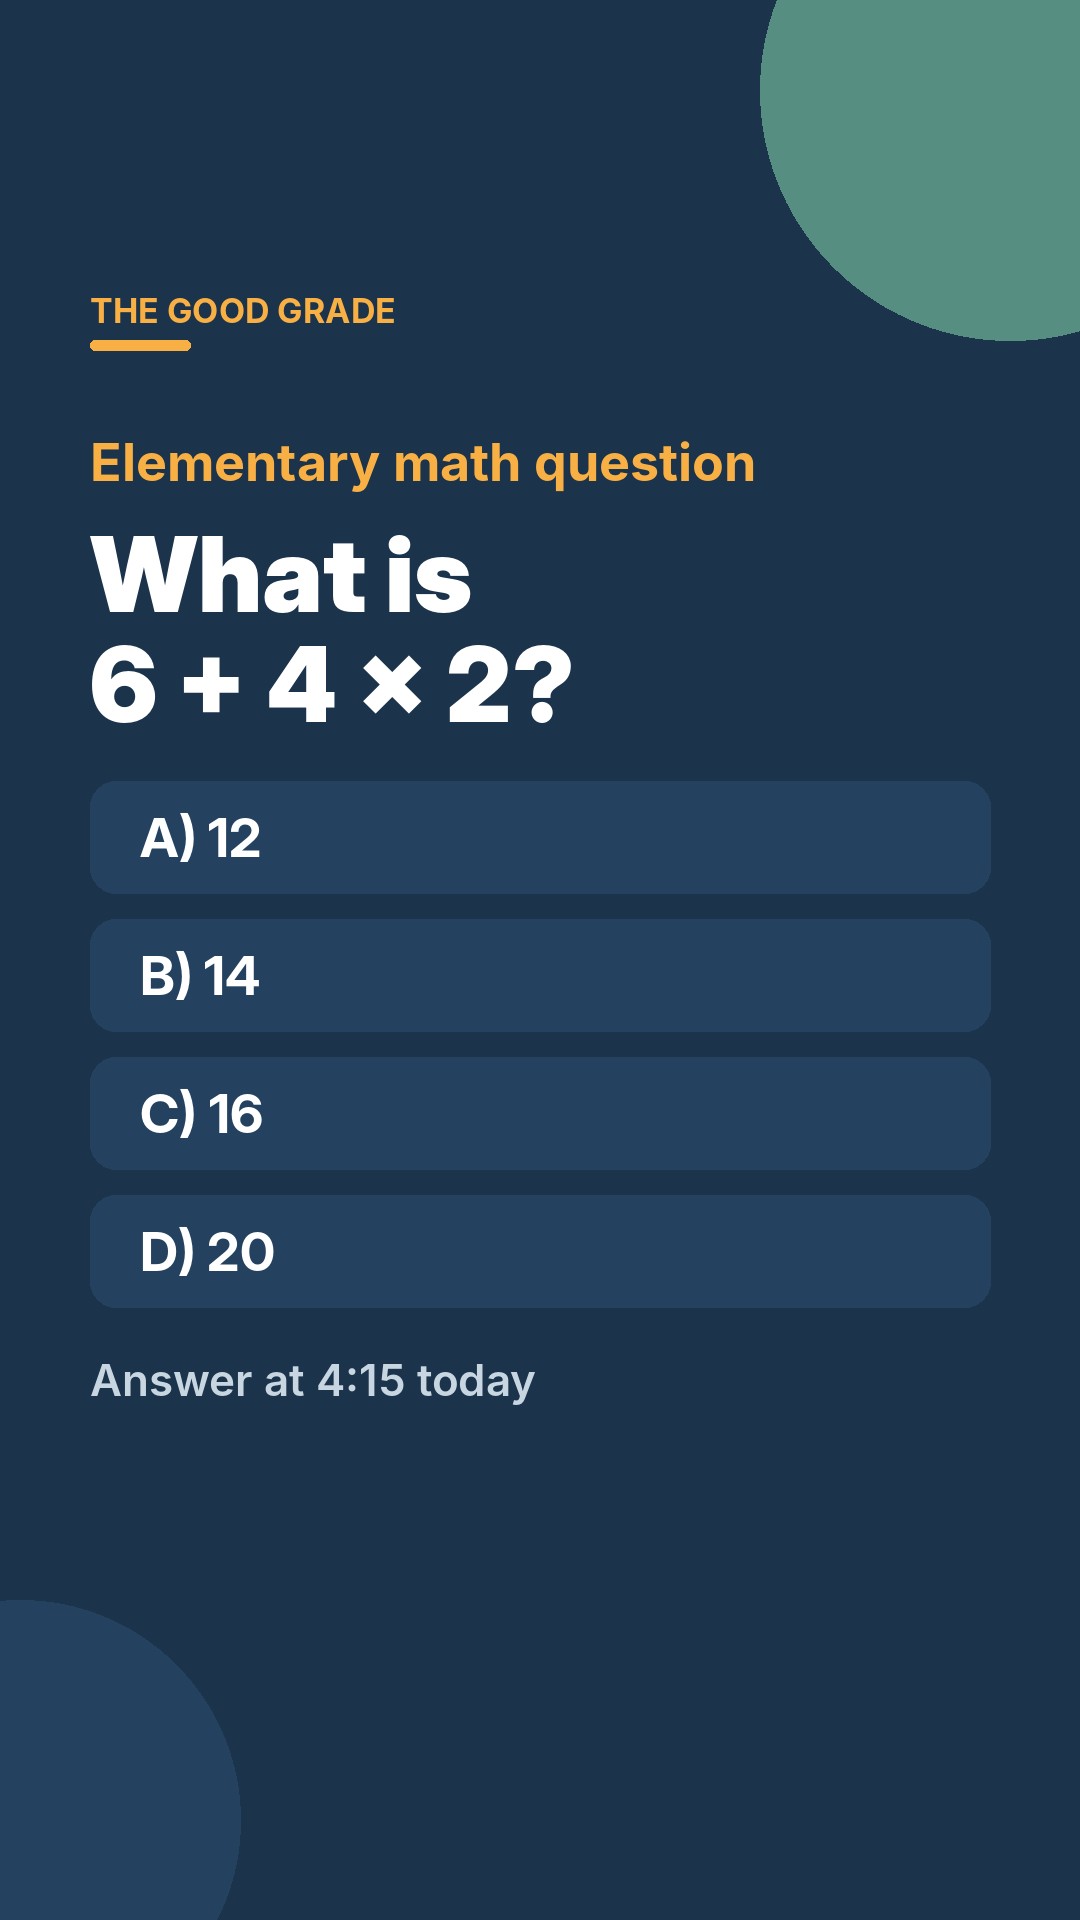 THE GOOD GRADE
Elementary math question
What is
6 + 4 × 2?
A) 12
B) 14
C) 16
D) 20
Answer at 4:15 today